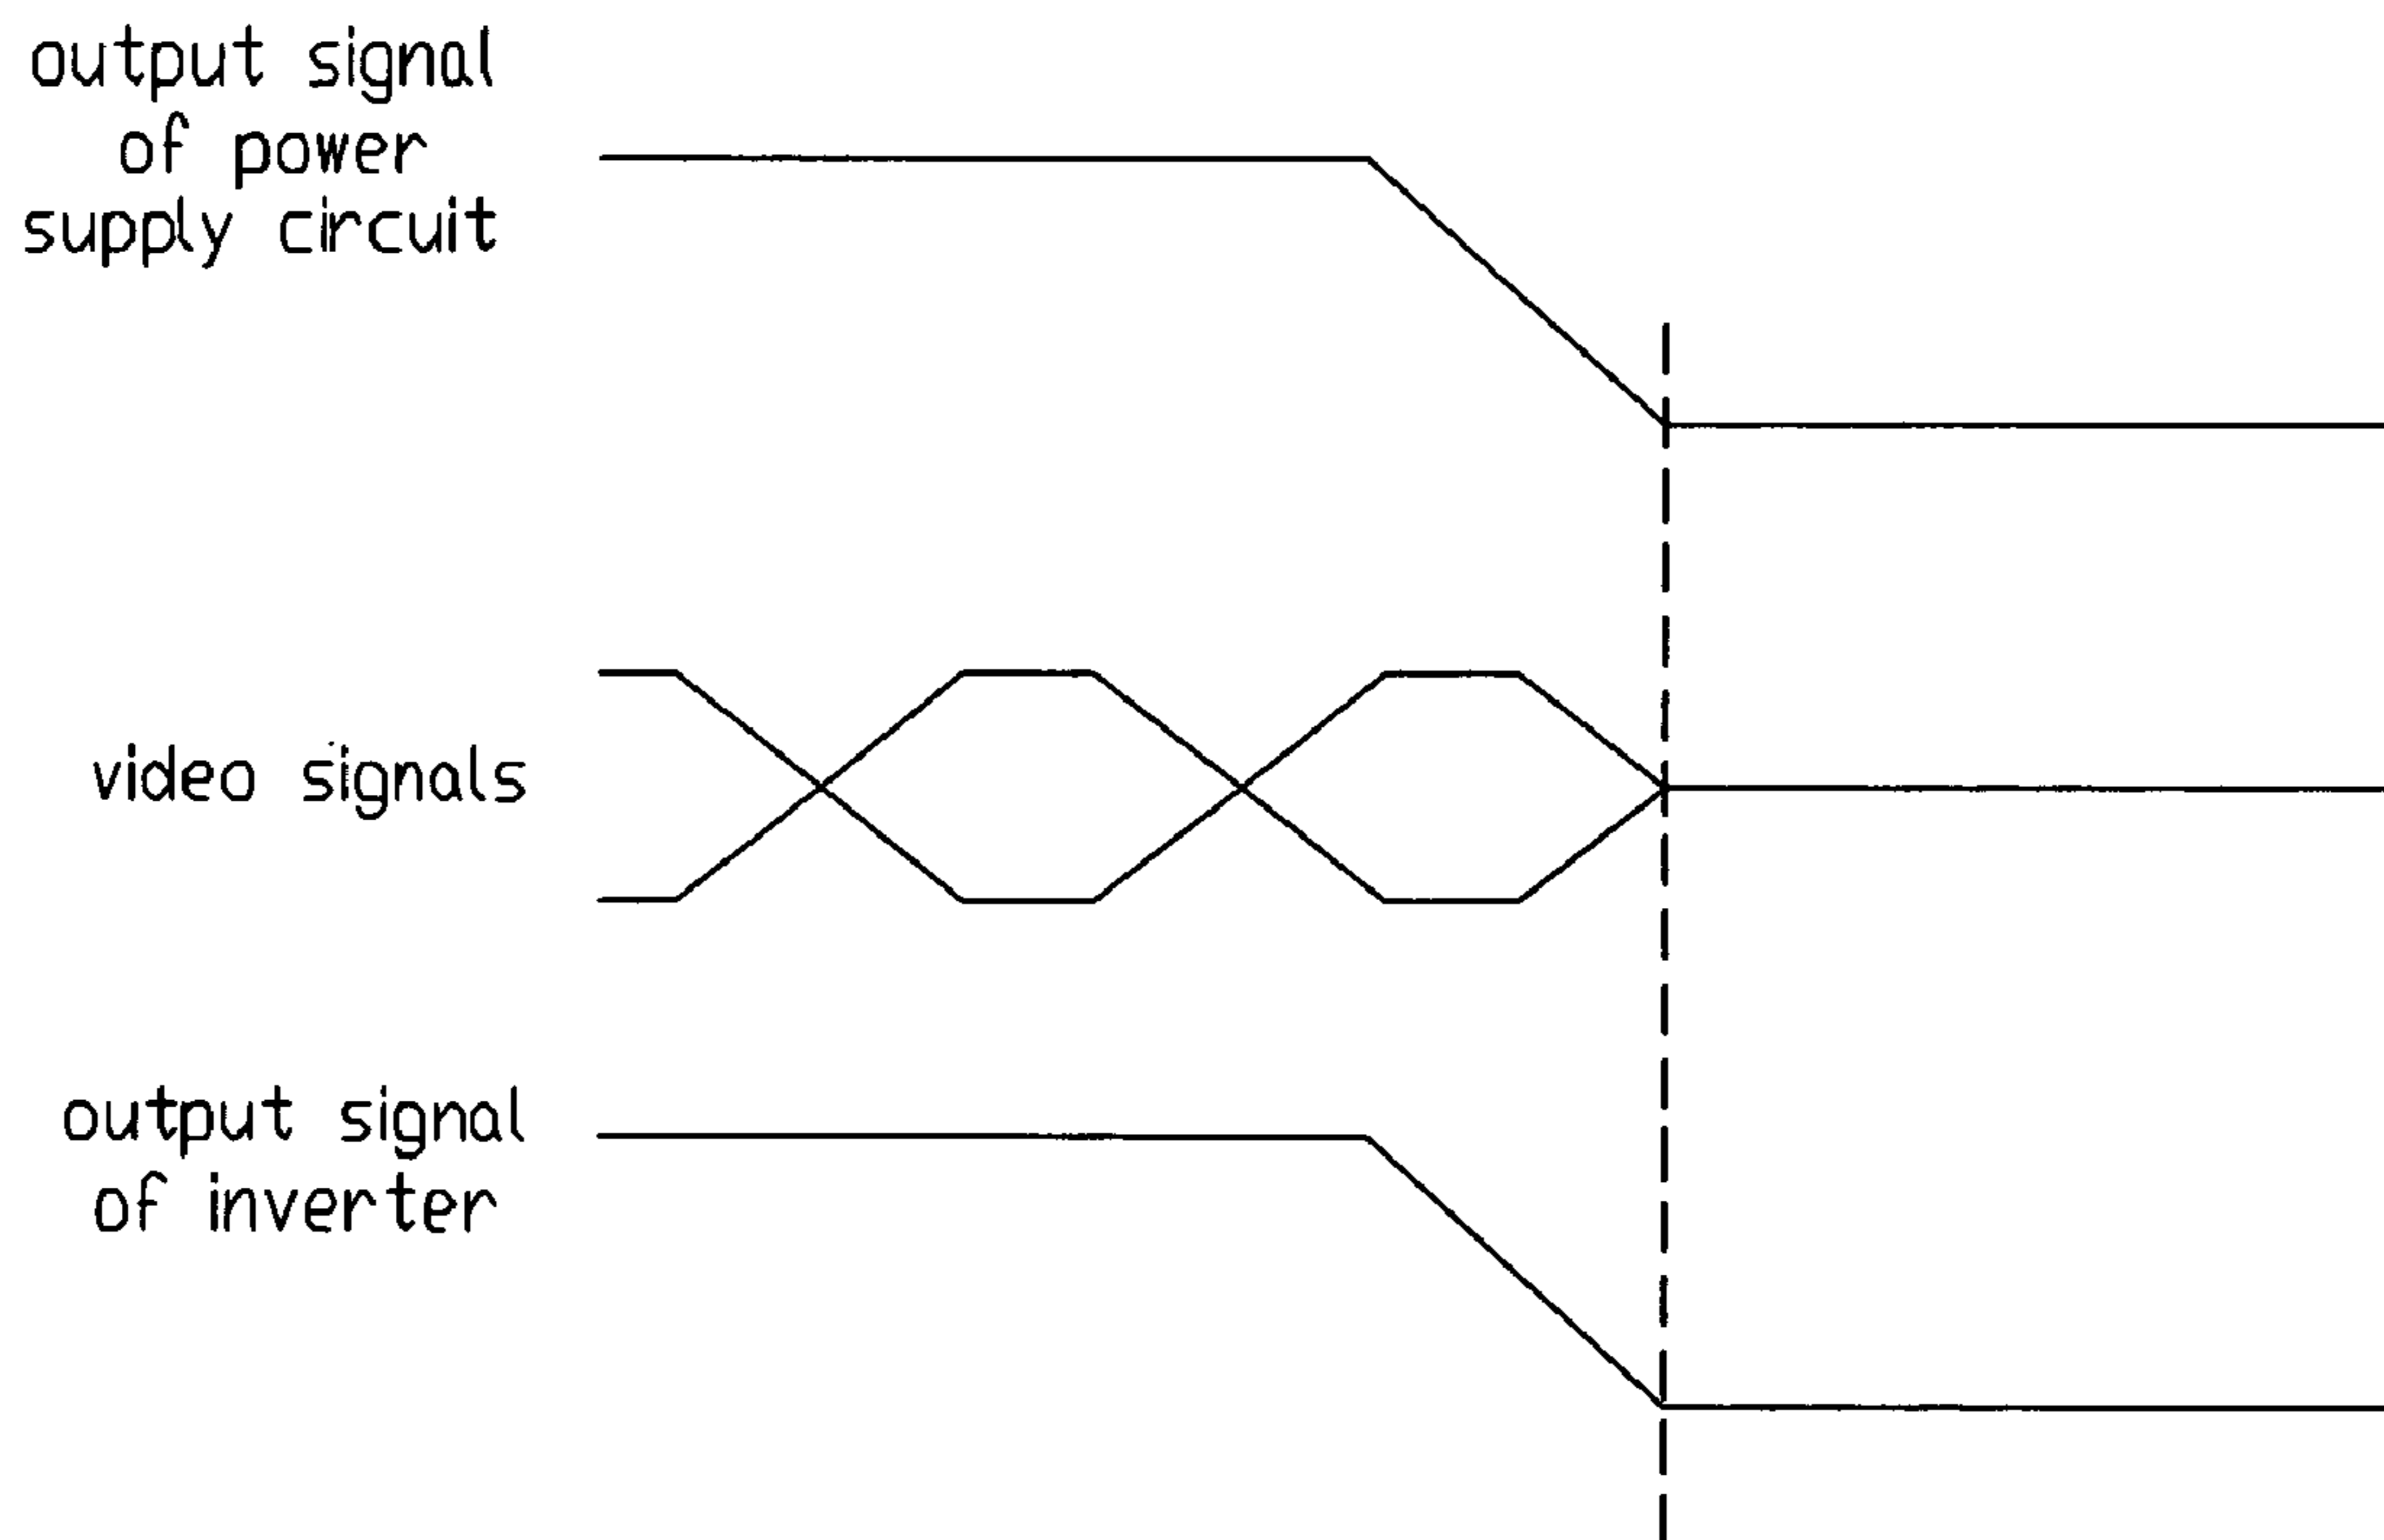 output signal
of power
supply circuit
video signals
output signal
of inverter